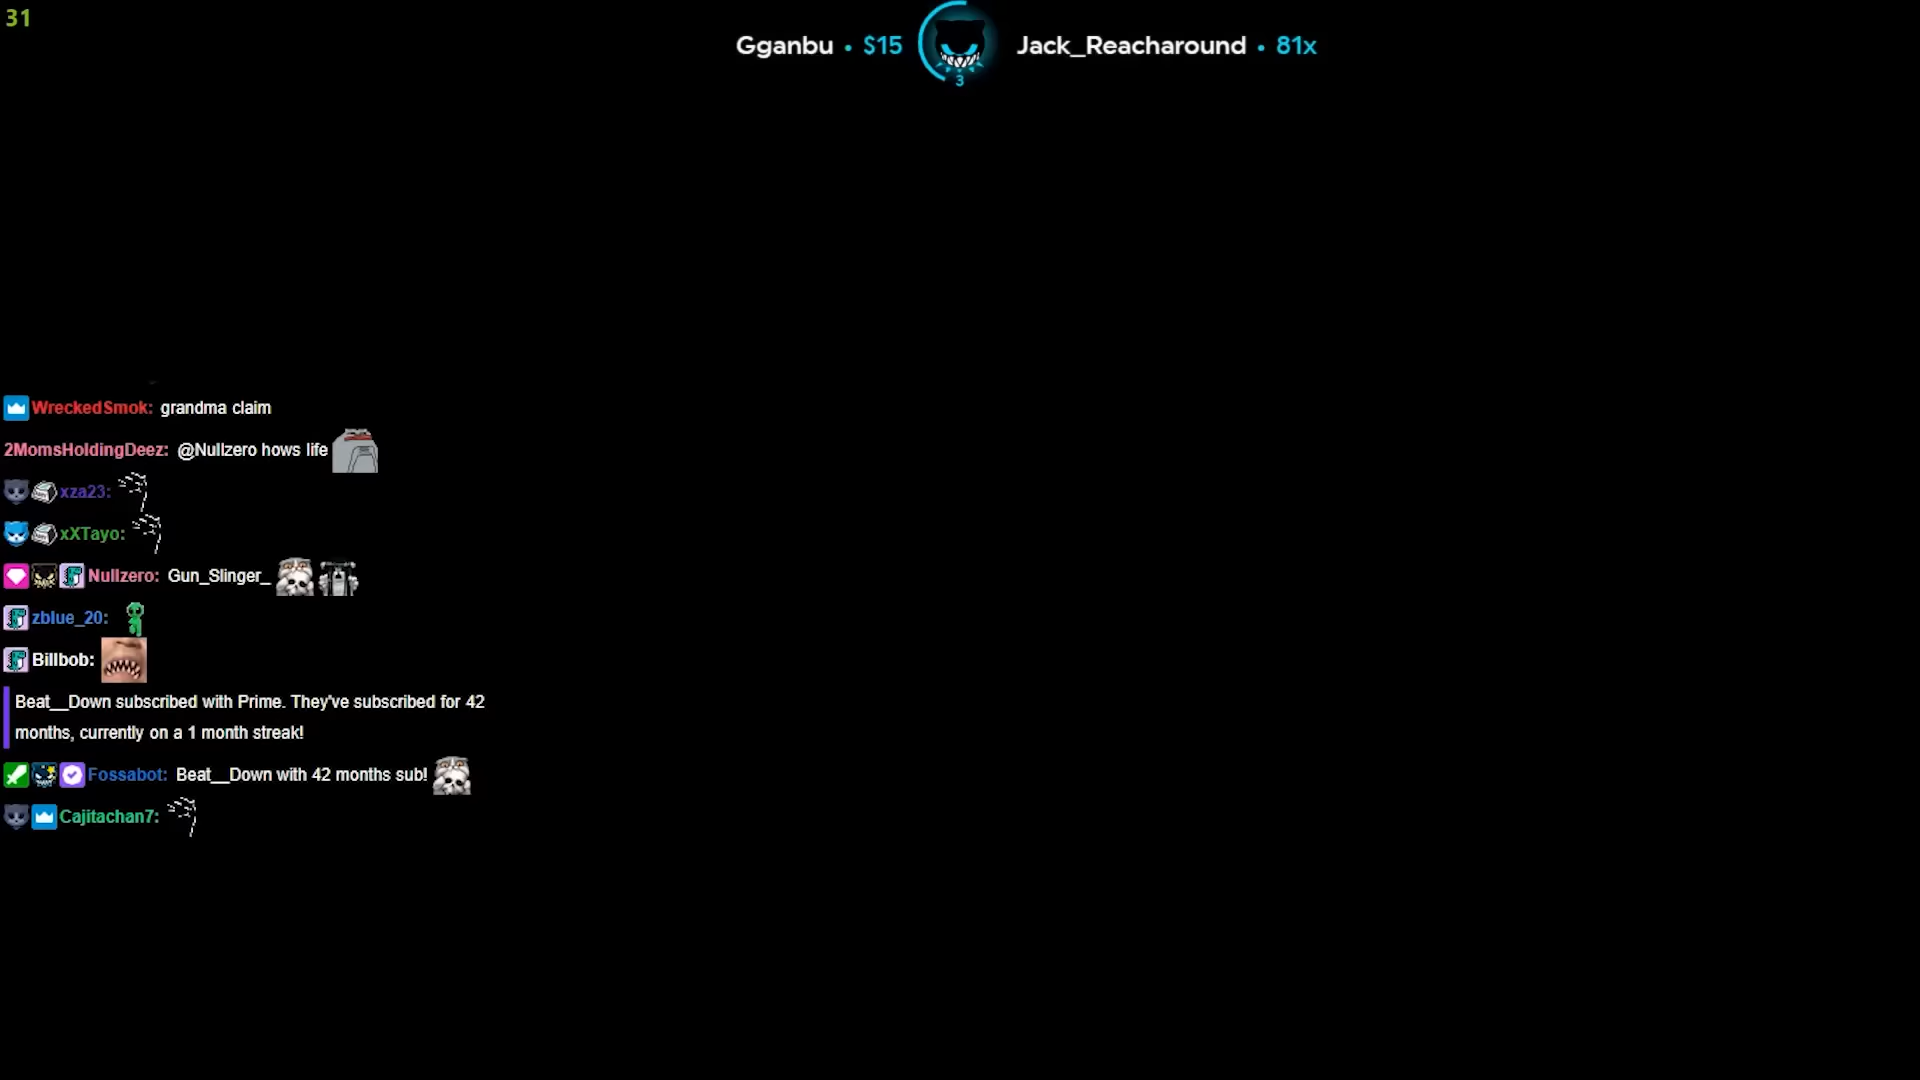 31
Gganbu • $15
3
Jack_Reacharound • 81x
WreckedSmok: grandma claim
2MomsHoldingDeez: @Nullzero hows life
xza23:
xXTayo:
Nullzero: Gun_Slinger_
zblue_20:
Billbob:
Beat__Down subscribed with Prime. They've subscribed for 42
months, currently on a 1 month streak!
Fossabot: Beat__Down with 42 months sub!
Cajitachan7: